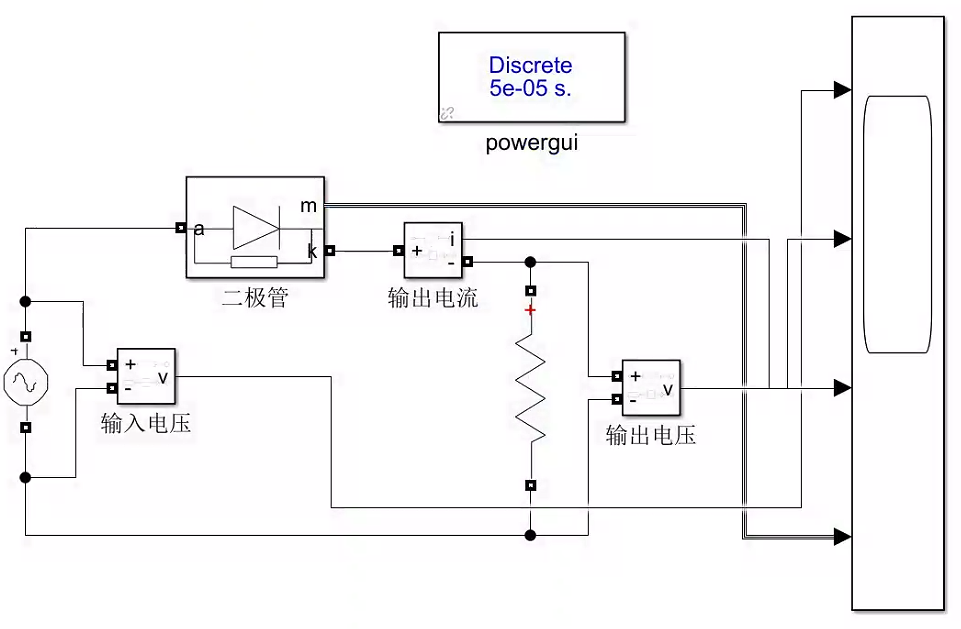 Discrete
5e-05 s.
powergui
m
a
k
二极管
+
i
-
输出电流
+
+
+
v
-
输入电压
+
v
-
输出电压